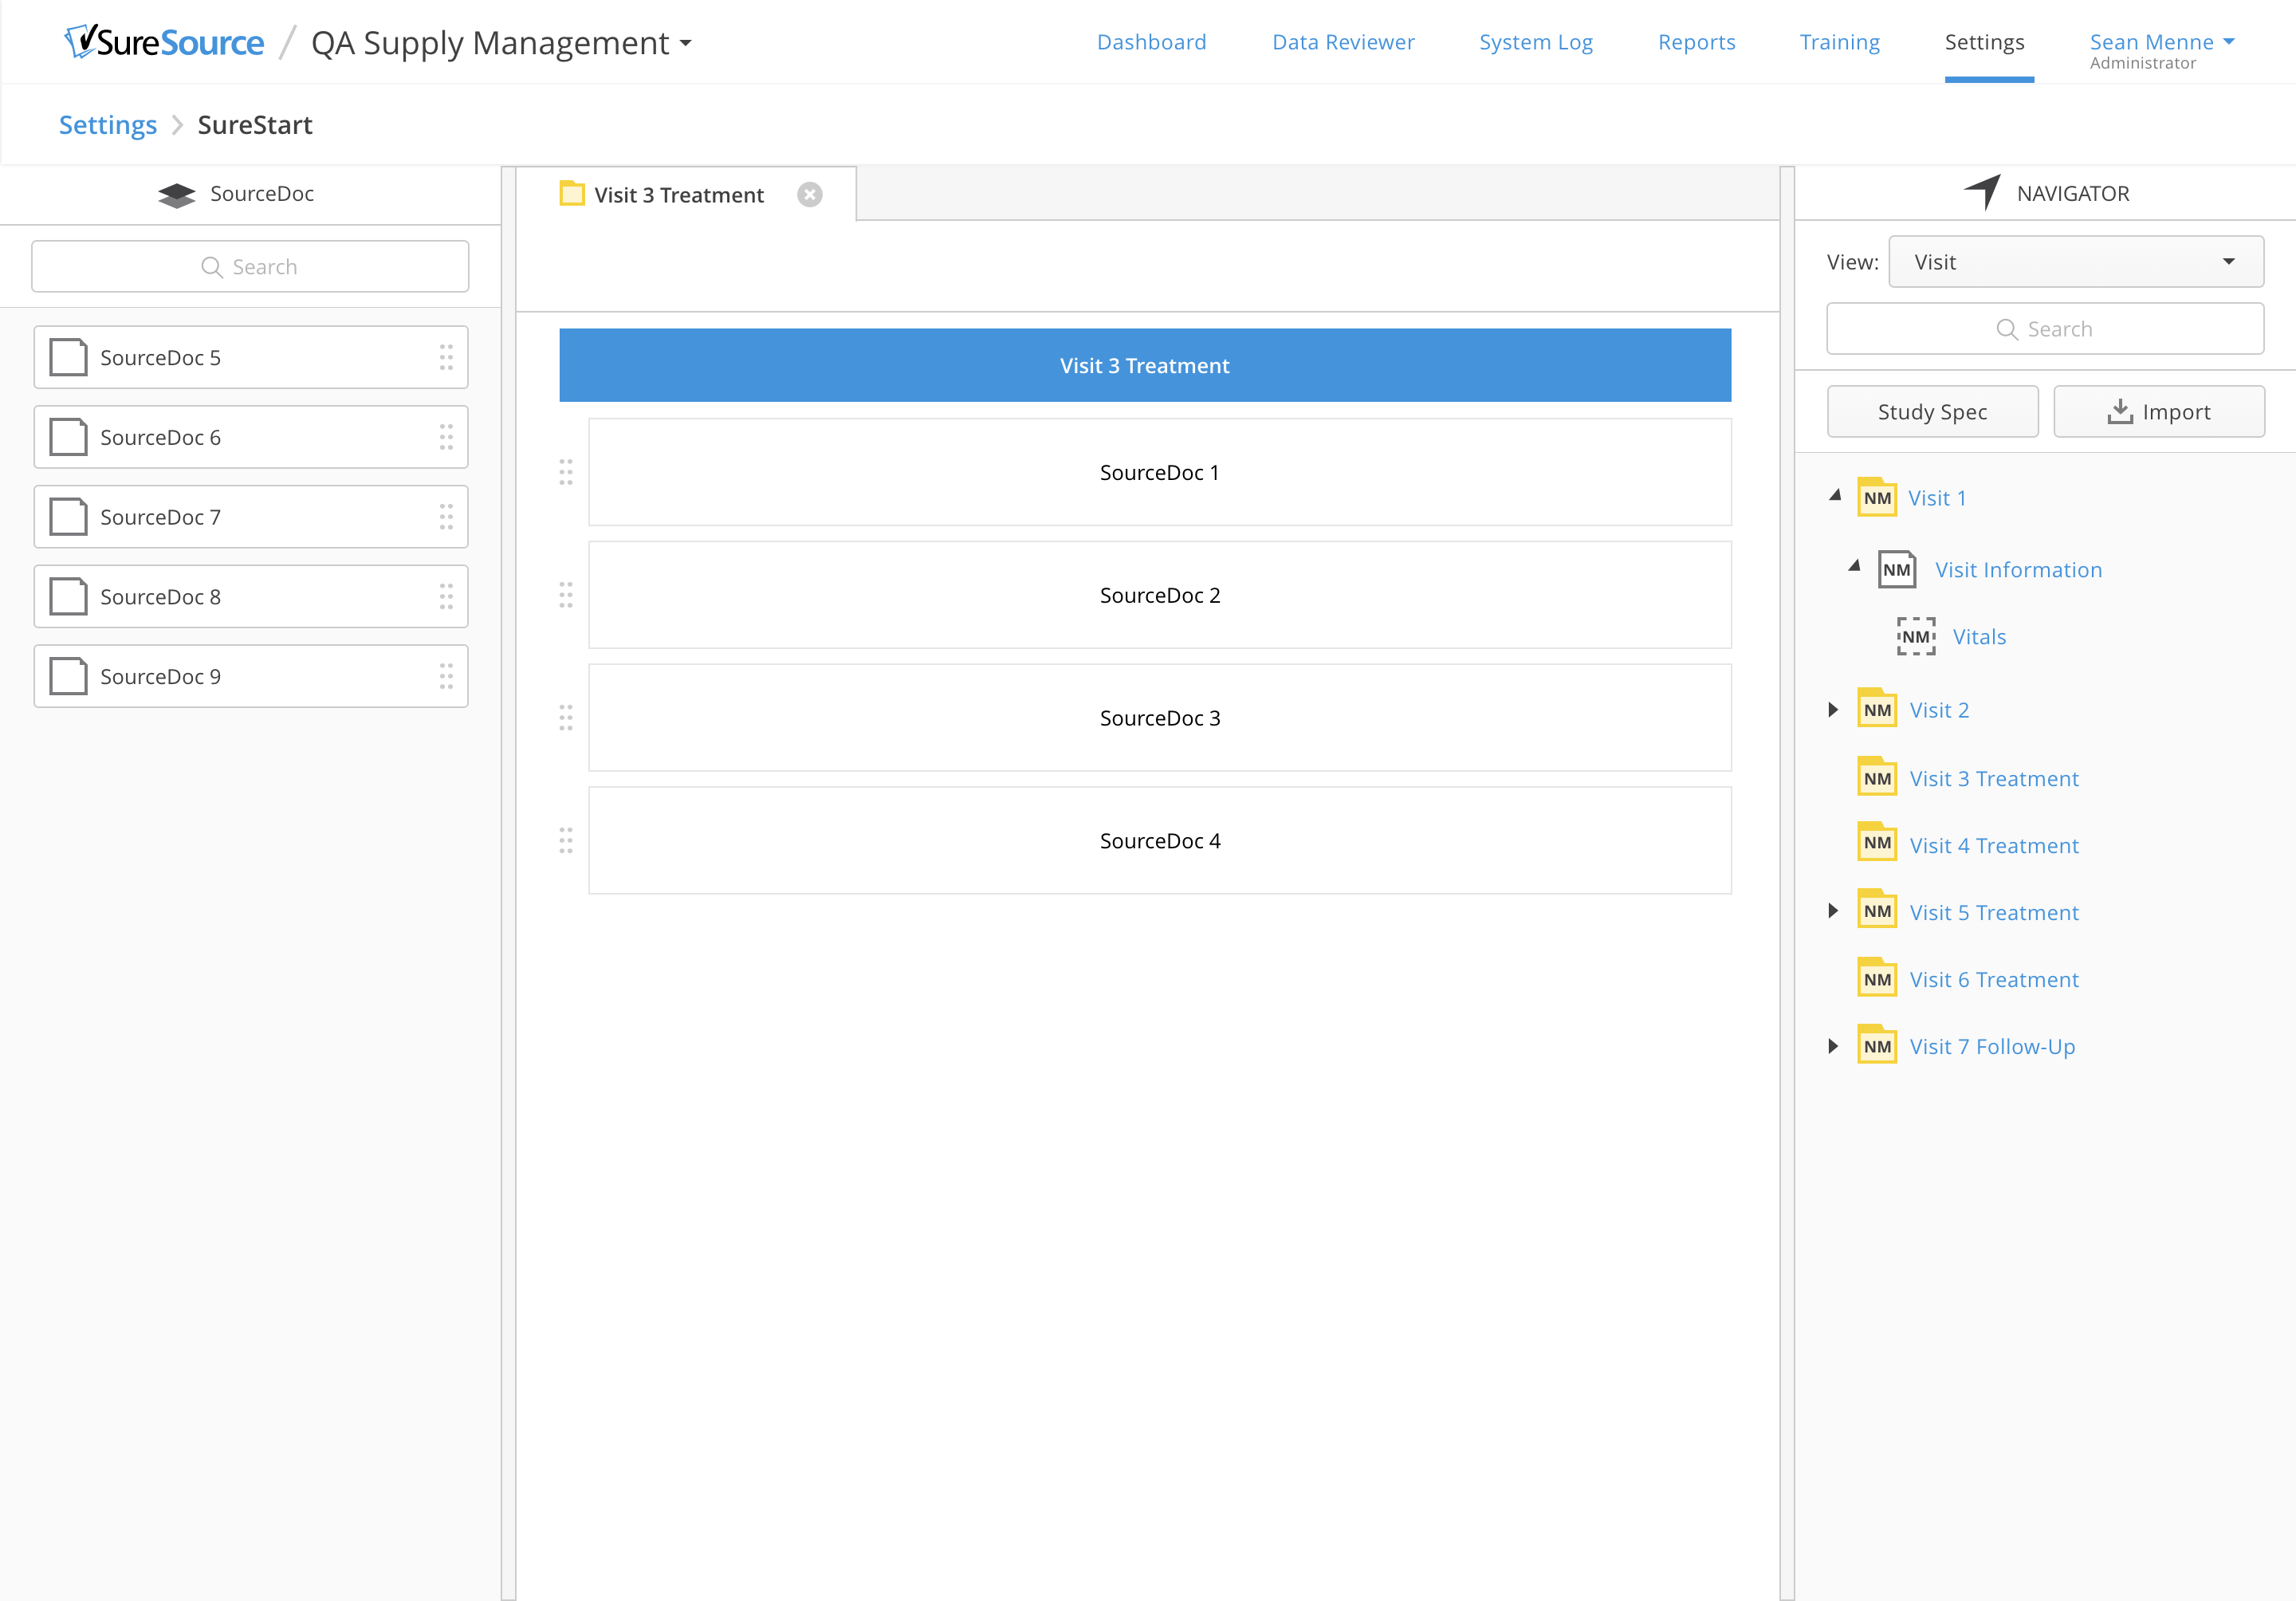 SureSource / QA Supply Management
Dashboard
Data Reviewer
System Log
Reports
Training
Settings
Sean Menne
Administrator
Settings > SureStart
SourceDoc
Search
SourceDoc 5
SourceDoc 6
SourceDoc 7
SourceDoc 8
SourceDoc 9
Visit 3 Treatment
Visit 3 Treatment
SourceDoc 1
SourceDoc 2
SourceDoc 3
SourceDoc 4
NAVIGATOR
View: Visit
Search
Study Spec
Import
NM Visit 1
NM Visit Information
NM Vitals
NM Visit 2
NM Visit 3 Treatment
NM Visit 4 Treatment
NM Visit 5 Treatment
NM Visit 6 Treatment
NM Visit 7 Follow-Up